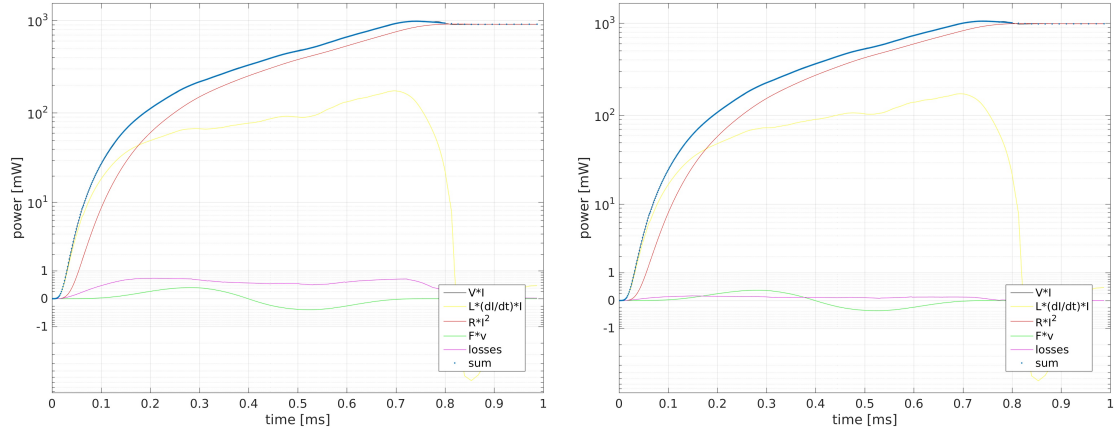 10³
10²
10¹
1
0
-1
power [mW]
0 0.1 0.2 0.3 0.4 0.5 0.6 0.7 0.8 0.9 1
time [ms]
V*I
L*(dI/dt)*I
R*I²
F*v
losses
sum
10³
10²
10¹
1
0
-1
power [mW]
0 0.1 0.2 0.3 0.4 0.5 0.6 0.7 0.8 0.9 1
time [ms]
V*I
L*(dI/dt)*I
R*I²
F*v
losses
sum